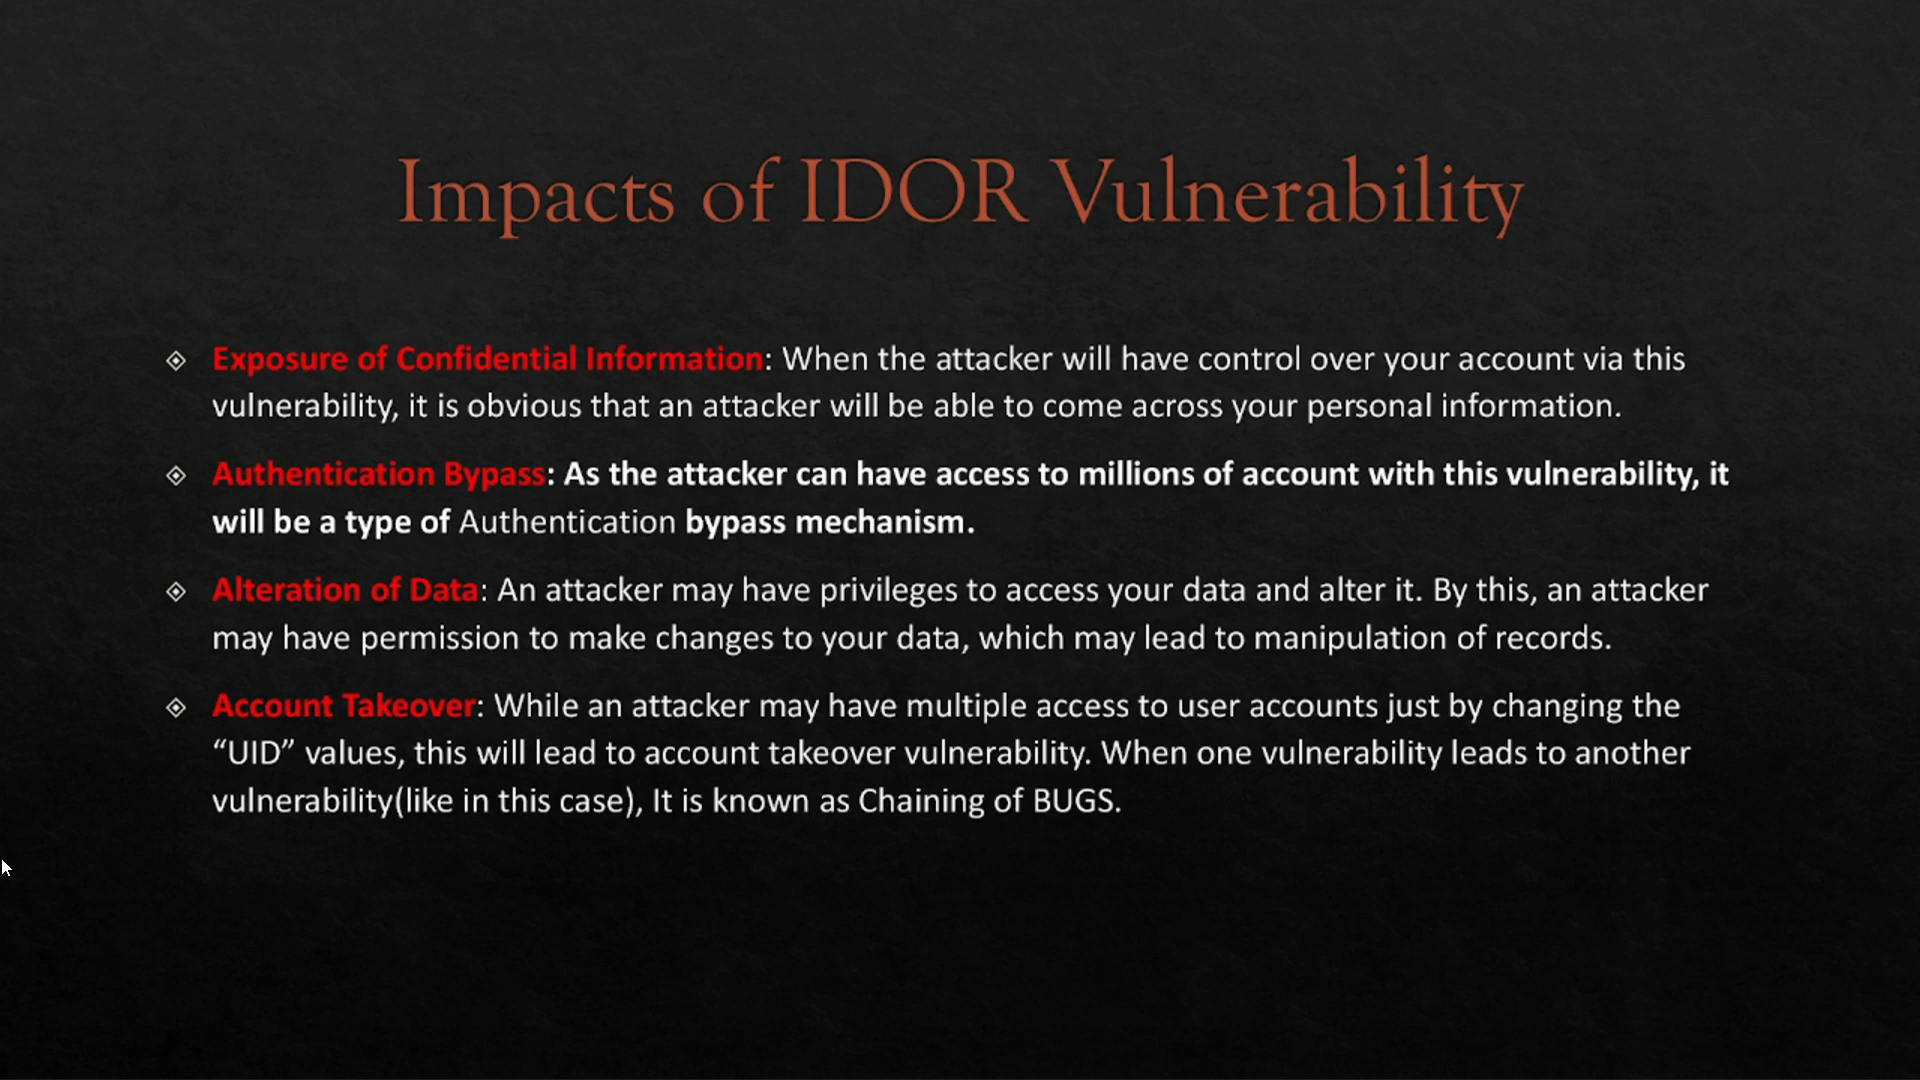 Impacts of IDOR Vulnerability
Exposure of Confidential Information: When the attacker will have control over your account via this
vulnerability, it is obvious that an attacker will be able to come across your personal information.
Authentication Bypass: As the attacker can have access to millions of account with this vulnerability, it
will be a type of Authentication bypass mechanism.
Alteration of Data: An attacker may have privileges to access your data and alter it. By this, an attacker
may have permission to make changes to your data, which may lead to manipulation of records.
Account Takeover: While an attacker may have multiple access to user accounts just by changing the
“UID” values, this will lead to account takeover vulnerability. When one vulnerability leads to another
vulnerability(like in this case), It is known as Chaining of BUGS.